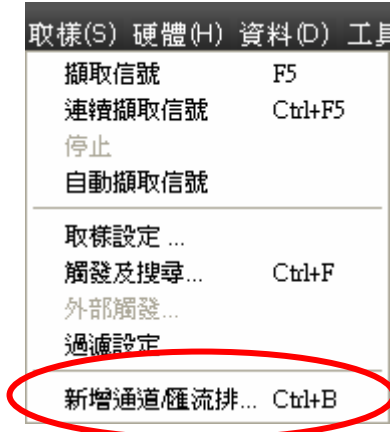 取樣(S) 硬體(H) 資料(D) 工具
擷取信號 F5
連續擷取信號 Ctrl+F5
停止
自動擷取信號
取樣設定 ...
觸發及搜尋... Ctrl+F
外部觸發...
過濾設定
新增通道/匯流排... Ctrl+B